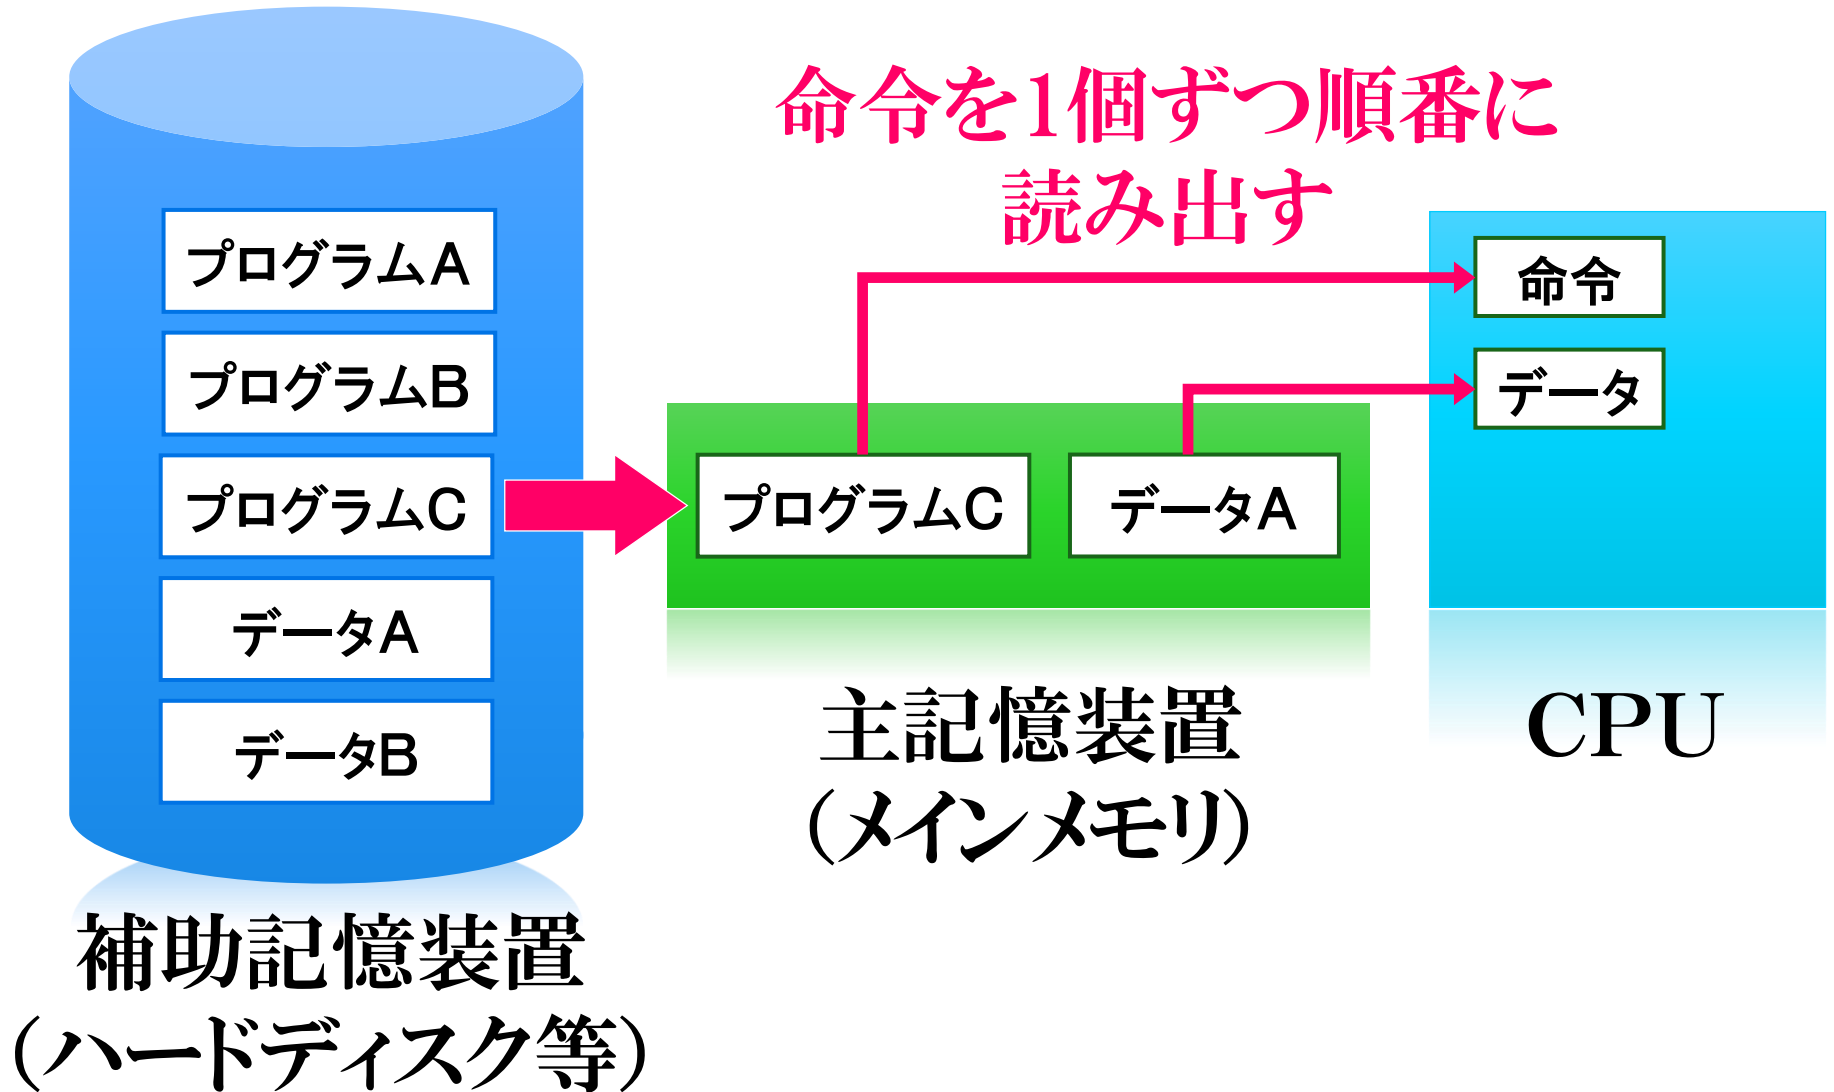 命令を1個ずつ順番に
読み出す
プログラムA
プログラムB
プログラムC
データA
データB
プログラムC
データA
命令
データ
主記憶装置
(メインメモリ)
CPU
補助記憶装置
(ハードディスク等)